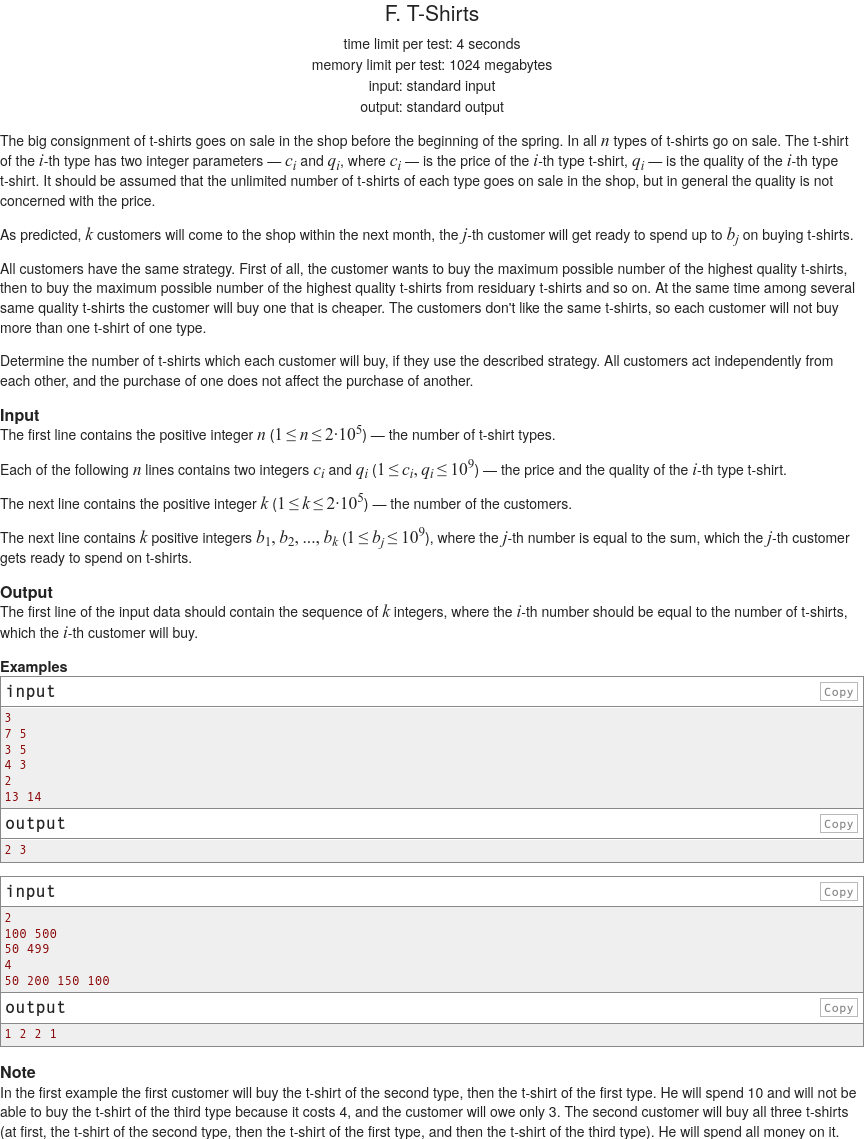 F. T-Shirts
time limit per test: 4 seconds
memory limit per test: 1024 megabytes
input: standard input
output: standard output
The big consignment of t-shirts goes on sale in the shop before the beginning of the spring. In all n types of t-shirts go on sale. The t-shirt
of the i-th type has two integer parameters — c_i and q_i, where c_i — is the price of the i-th type t-shirt, q_i — is the quality of the i-th type
t-shirt. It should be assumed that the unlimited number of t-shirts of each type goes on sale in the shop, but in general the quality is not
concerned with the price.
As predicted, k customers will come to the shop within the next month, the j-th customer will get ready to spend up to b_j on buying t-shirts.
All customers have the same strategy. First of all, the customer wants to buy the maximum possible number of the highest quality t-shirts,
then to buy the maximum possible number of the highest quality t-shirts from residuary t-shirts and so on. At the same time among several
same quality t-shirts the customer will buy one that is cheaper. The customers don't like the same t-shirts, so each customer will not buy
more than one t-shirt of one type.
Determine the number of t-shirts which each customer will buy, if they use the described strategy. All customers act independently from
each other, and the purchase of one does not affect the purchase of another.
Input
The first line contains the positive integer n (1 ≤ n ≤ 2·10^5) — the number of t-shirt types.
Each of the following n lines contains two integers c_i and q_i (1 ≤ c_i, q_i ≤ 10^9) — the price and the quality of the i-th type t-shirt.
The next line contains the positive integer k (1 ≤ k ≤ 2·10^5) — the number of the customers.
The next line contains k positive integers b_1, b_2, ..., b_k (1 ≤ b_j ≤ 10^9), where the j-th number is equal to the sum, which the j-th customer
gets ready to spend on t-shirts.
Output
The first line of the input data should contain the sequence of k integers, where the i-th number should be equal to the number of t-shirts,
which the i-th customer will buy.
Examples
input Copy
3
7 5
3 5
4 3
2
13 14
output Copy
2 3
input Copy
2
100 500
50 499
4
50 200 150 100
output Copy
1 2 2 1
Note
In the first example the first customer will buy the t-shirt of the second type, then the t-shirt of the first type. He will spend 10 and will not be
able to buy the t-shirt of the third type because it costs 4, and the customer will owe only 3. The second customer will buy all three t-shirts
(at first, the t-shirt of the second type, then the t-shirt of the first type, and then the t-shirt of the third type). He will spend all money on it.